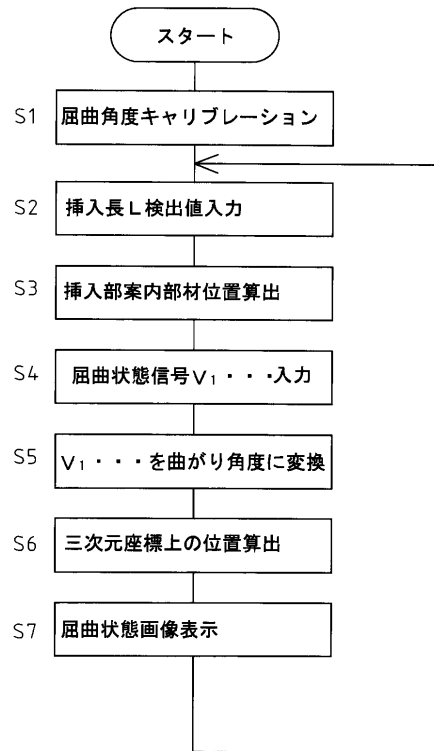 スタート
S1 屈曲角度キャリブレーション
S2 挿入長L検出値入力
S3 挿入部案内部材位置算出
S4 屈曲状態信号V₁・・・入力
S5 V₁・・・を曲がり角度に変換
S6 三次元座標上の位置算出
S7 屈曲状態画像表示